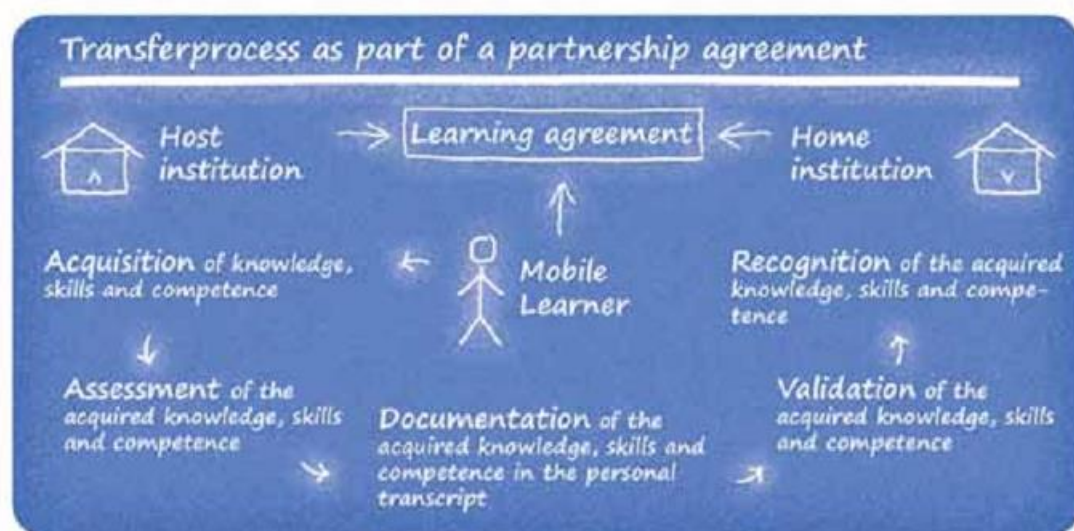 Transferprocess as part of a partnership agreement
Host
institution
Learning agreement
Home
institution
Acquisition of knowledge,
skills and competence
Mobile
Learner
Recognition of the acquired
knowledge, skills and compe-
tence
Assessment of the
acquired knowledge, skills
and competence
Documentation of the
acquired knowledge, skills and
competence in the personal
transcript
Validation of the
acquired knowledge, skills
and competence